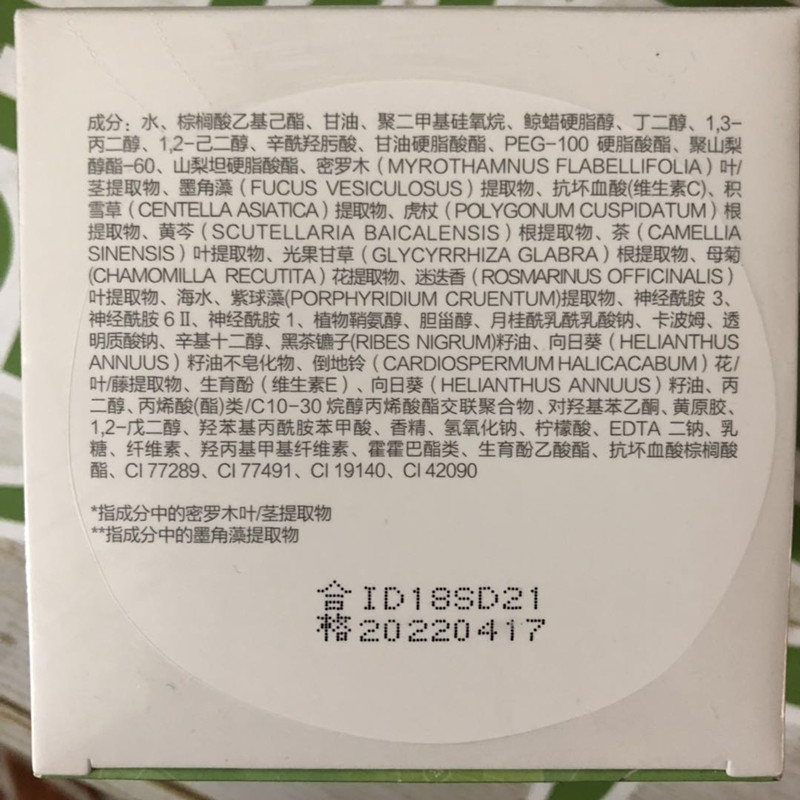 成分：水、棕榈酸乙基己酯、甘油、聚二甲基硅氧烷、鲸蜡硬脂醇、丁二醇、1,3-
丙二醇、1,2-己二醇、辛酰羟肟酸、甘油硬脂酸酯、PEG-100 硬脂酸酯、聚山梨
醇酯-60、山梨坦硬脂酸酯、密罗木（MYROTHAMNUS FLABELLIFOLIA）叶/
茎提取物、墨角藻（FUCUS VESICULOSUS）提取物、抗坏血酸(维生素C)、积
雪草（CENTELLA ASIATICA）提取物、虎杖（POLYGONUM CUSPIDATUM）根
提取物、黄芩（SCUTELLARIA BAICALENSIS）根提取物、茶（CAMELLIA
SINENSIS）叶提取物、光果甘草（GLYCYRRHIZA GLABRA）根提取物、母菊
(CHAMOMILLA RECUTITA）花提取物、迷迭香（ROSMARINUS OFFICINALIS）
叶提取物、海水、紫球藻(PORPHYRIDIUM CRUENTUM)提取物、神经酰胺 3、
神经酰胺 6 II、神经酰胺 1、植物鞘氨醇、胆甾醇、月桂酰乳酰乳酸钠、卡波姆、透
明质酸钠、辛基十二醇、黑茶镳子(RIBES NIGRUM)籽油、向日葵（HELIANTHUS
ANNUUS）籽油不皂化物、倒地铃（CARDIOSPERMUM HALICACABUM）花/
叶/藤提取物、生育酚（维生素E）、向日葵（HELIANTHUS ANNUUS）籽油、丙
二醇、丙烯酸(酯)类/C10-30 烷醇丙烯酸酯交联聚合物、对羟基苯乙酮、黄原胶、
1,2-戊二醇、羟苯基丙酰胺苯甲酸、香精、氢氧化钠、柠檬酸、EDTA 二钠、乳
糖、纤维素、羟丙基甲基纤维素、霍霍巴酯类、生育酚乙酸酯、抗坏血酸棕榈酸
酯、CI 77289、CI 77491、CI 19140、CI 42090
*指成分中的密罗木叶/茎提取物
**指成分中的墨角藻提取物
合 ID18SD21
格 20220417